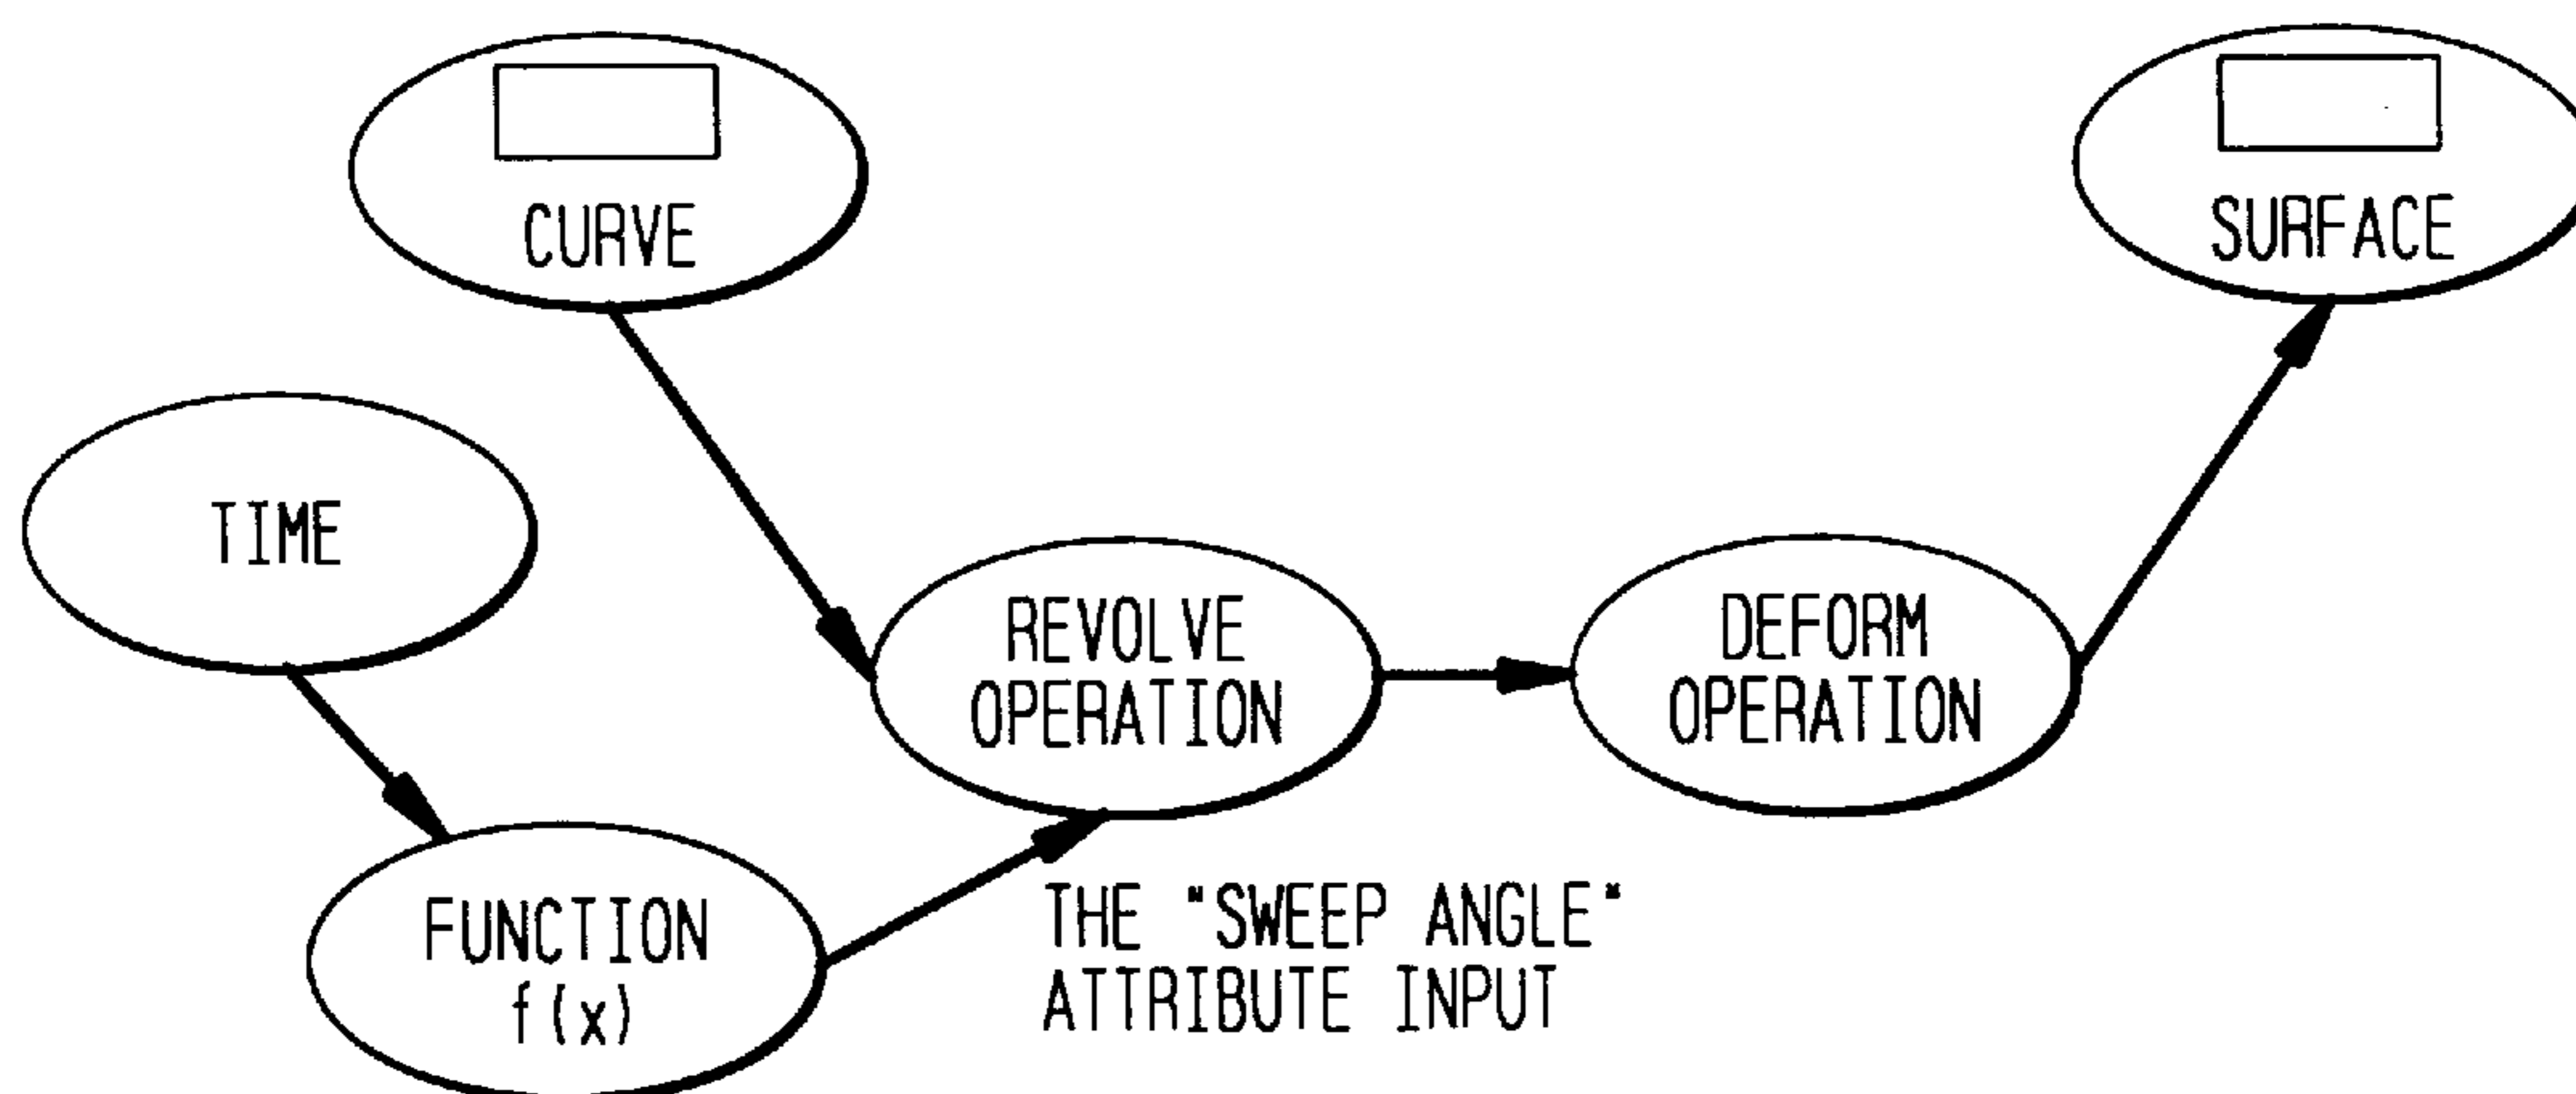 CURVE
SURFACE
TIME
REVOLVE
OPERATION
DEFORM
OPERATION
FUNCTION
f(x)
THE "SWEEP ANGLE"
ATTRIBUTE INPUT